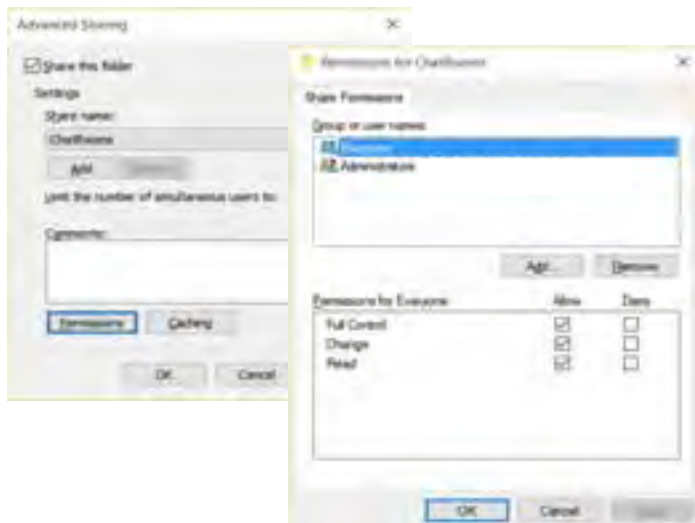 Advanced Sharing
Share this folder
Settings
Share name:
Add
Limit the number of simultaneous users to:
Comments:
Permissions
Caching
OK
Cancel
Permissions for
Share Permissions
Group or user names:
Everyone
Administrators
Add...
Remove
Permissions for Everyone
Allow
Deny
Full Control
Change
Read
OK
Cancel